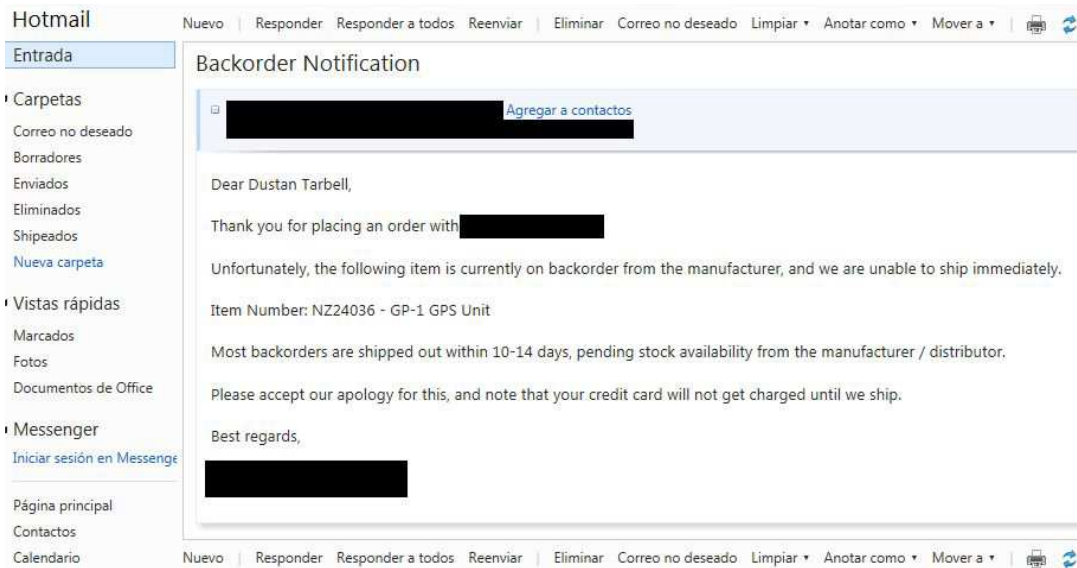 Hotmail
Nuevo | Responder Responder a todos Reenviar | Eliminar Correo no deseado Limpiar Anotar como Mover a
Entrada
Carpetas
Correo no deseado
Borradores
Enviados
Eliminados
Shipeados
Nueva carpeta
Vistas rápidas
Marcados
Fotos
Documentos de Office
Messenger
Iniciar sesión en Messenge
Página principal
Contactos
Calendario
Backorder Notification
Agregar a contactos
Dear Dustan Tarbell,
Thank you for placing an order with
Unfortunately, the following item is currently on backorder from the manufacturer, and we are unable to ship immediately.
Item Number: NZ24036 - GP-1 GPS Unit
Most backorders are shipped out within 10-14 days, pending stock availability from the manufacturer / distributor.
Please accept our apology for this, and note that your credit card will not get charged until we ship.
Best regards,
Nuevo | Responder Responder a todos Reenviar | Eliminar Correo no deseado Limpiar Anotar como Mover a